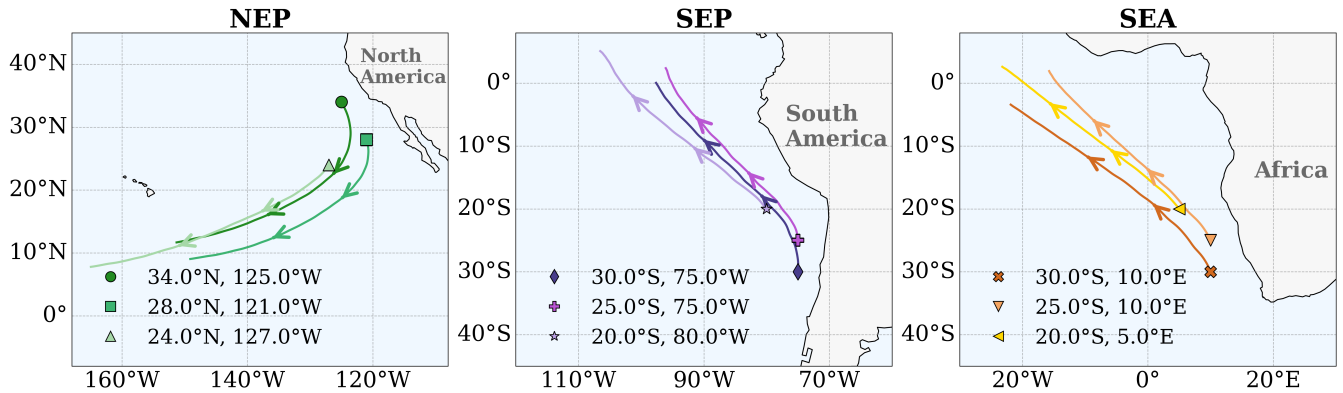 NEP
40°N
30°N
20°N
10°N
0°
160°W
140°W
120°W
North
America
34.0°N, 125.0°W
28.0°N, 121.0°W
24.0°N, 127.0°W
SEP
0°
10°S
20°S
30°S
40°S
110°W
90°W
70°W
South
America
30.0°S, 75.0°W
25.0°S, 75.0°W
20.0°S, 80.0°W
SEA
0°
10°S
20°S
30°S
40°S
20°W
0°
20°E
Africa
30.0°S, 10.0°E
25.0°S, 10.0°E
20.0°S, 5.0°E